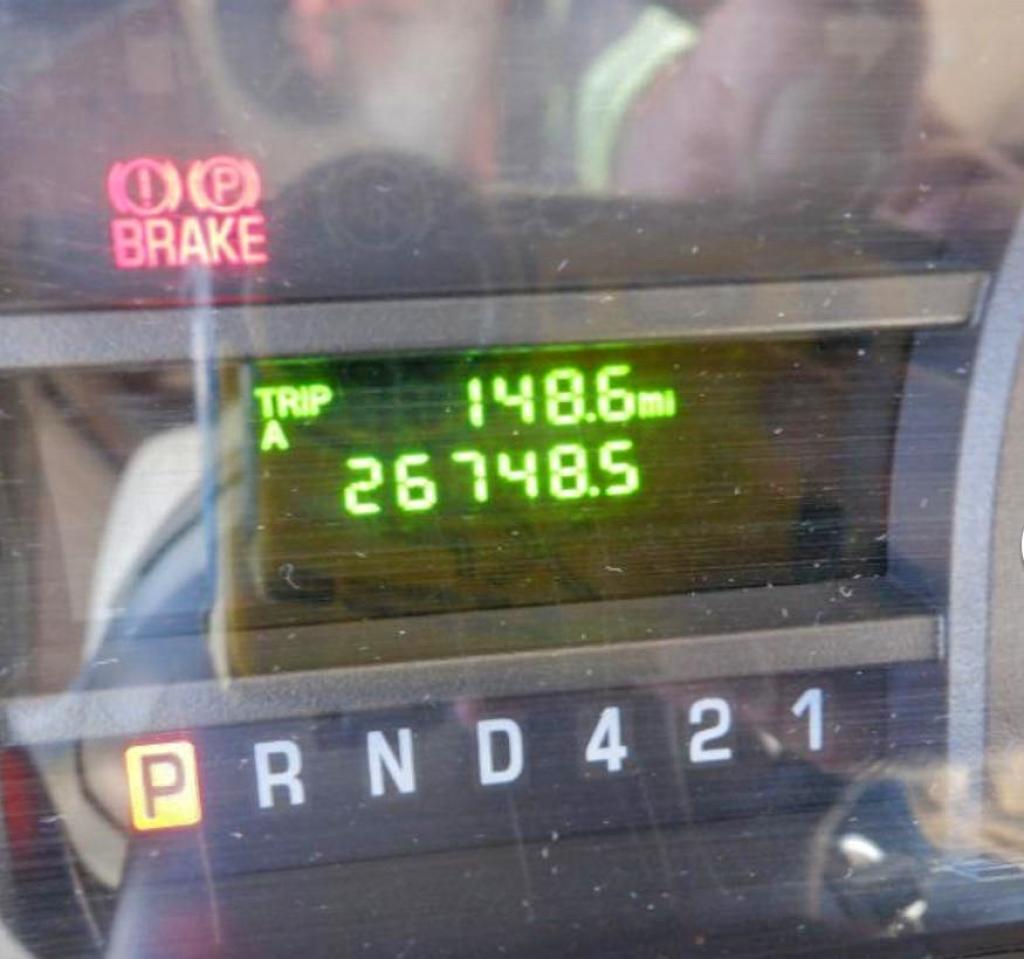 (!) (P)
BRAKE
TRIP 148.6mi
A
26748.5
P R N D 4 2 1